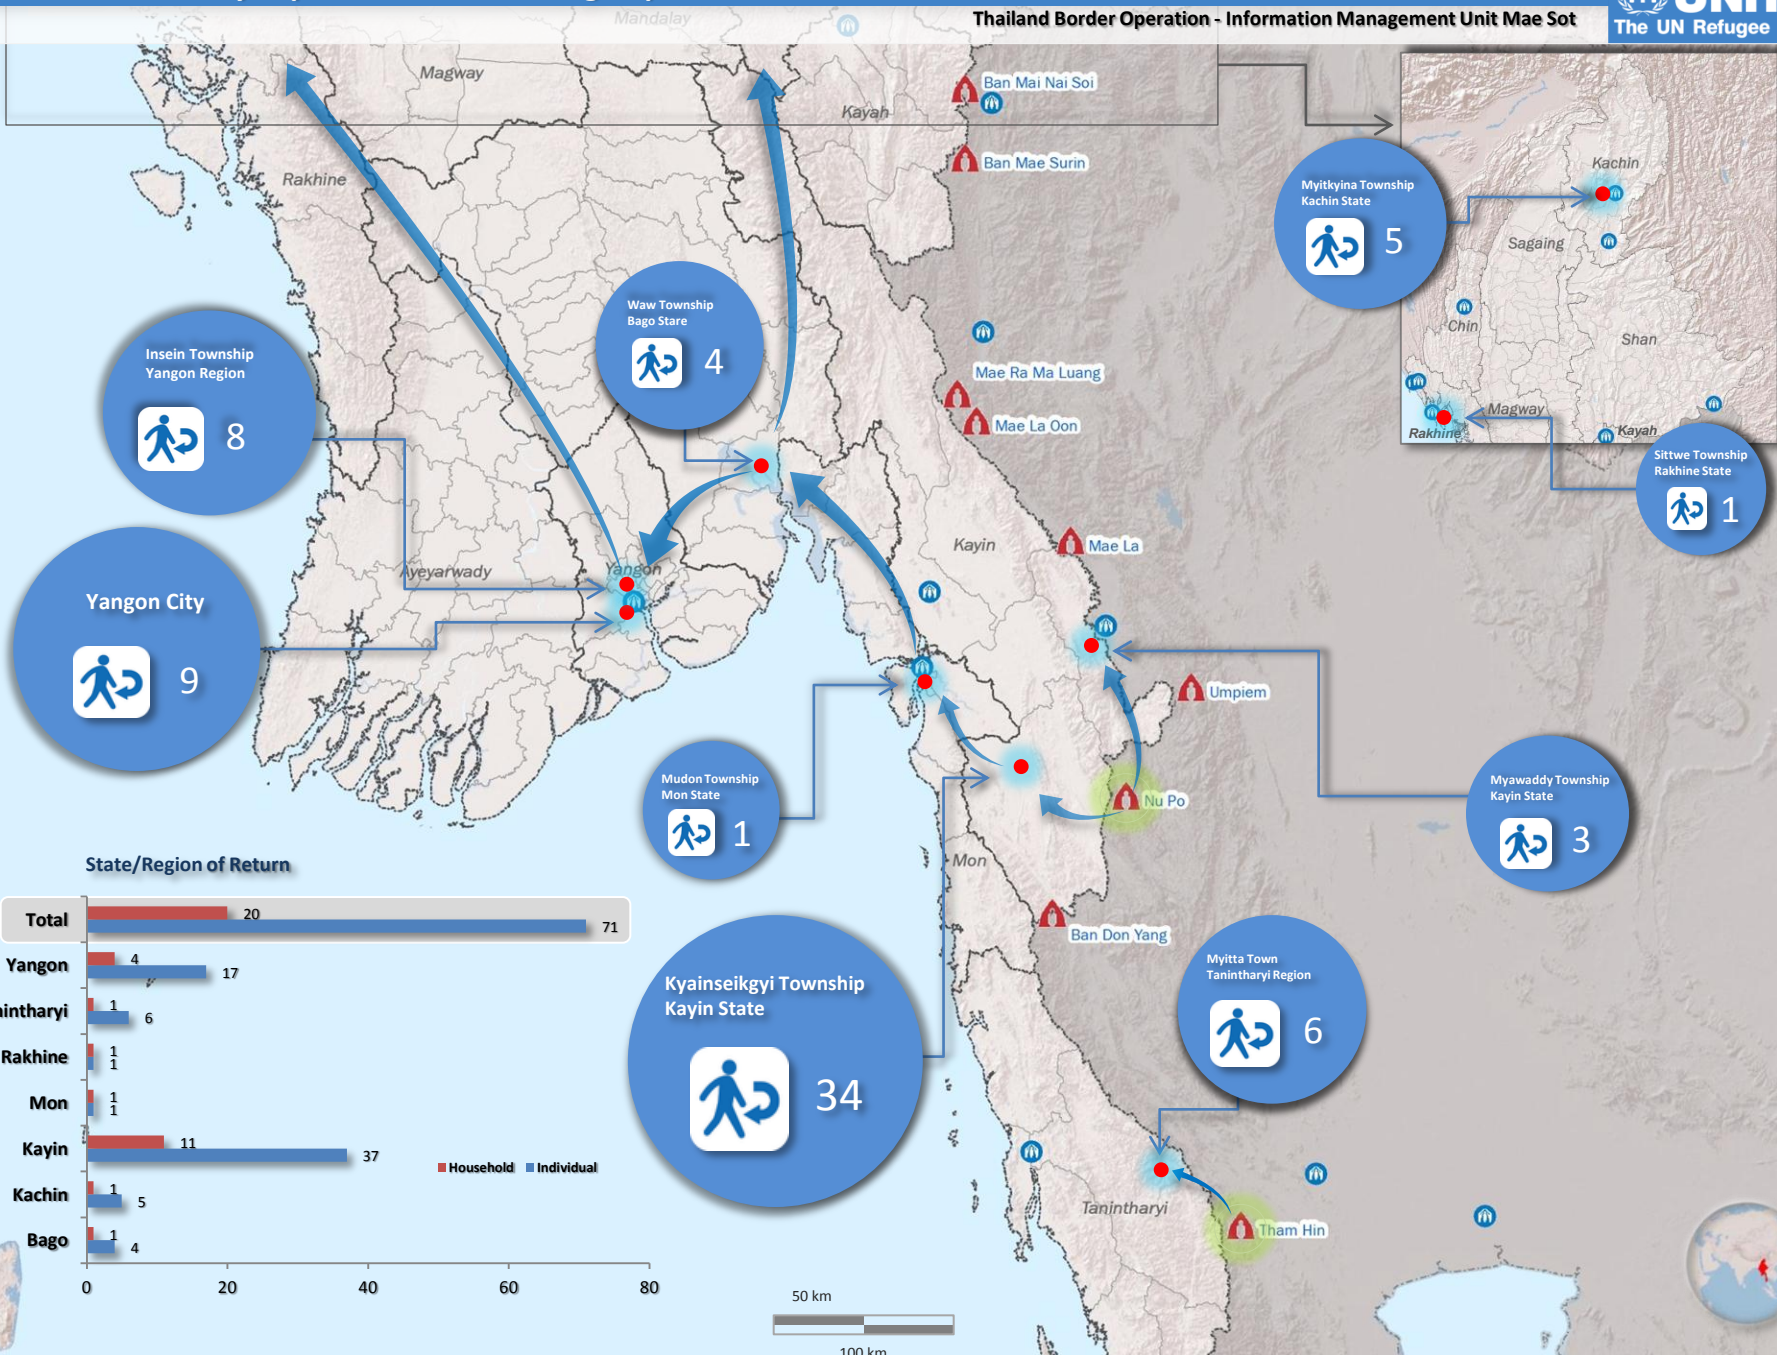 Thailand Border Operation - Information Management Unit Mae Sot
The UN Refugee
Mandalay
Magway
Kayah
Rakhine
Ban Mai Nai Soi
Ban Mae Surin
Myitkyina Township
Kachin State
5
Kachin
Sagaing
Chin
Shan
Magway
Rakhine
Kayah
Sittwe Township
Rakhine State
1
Waw Township
Bago Stare
4
Insein Township
Yangon Region
8
Mae Ra Ma Luang
Mae La Oon
Kayin
Mae La
Ayeyarwady
Yangon
Yangon City
9
Umpiem
Mudon Township
Mon State
1
Nu Po
Myawaddy Township
Kayin State
3
Mon
Ban Don Yang
Kyainseikgyi Township
Kayin State
34
Myitta Town
Tanintharyi Region
6
Tanintharyi
Tham Hin
State/Region of Return
Total 20 71
Yangon 4 17
nintharyi 1 6
Rakhine 1 1
Mon 1 1
Kayin 11 37
Kachin 1 5
Bago 1 4
Household Individual
0 20 40 60 80
50 km
100 km